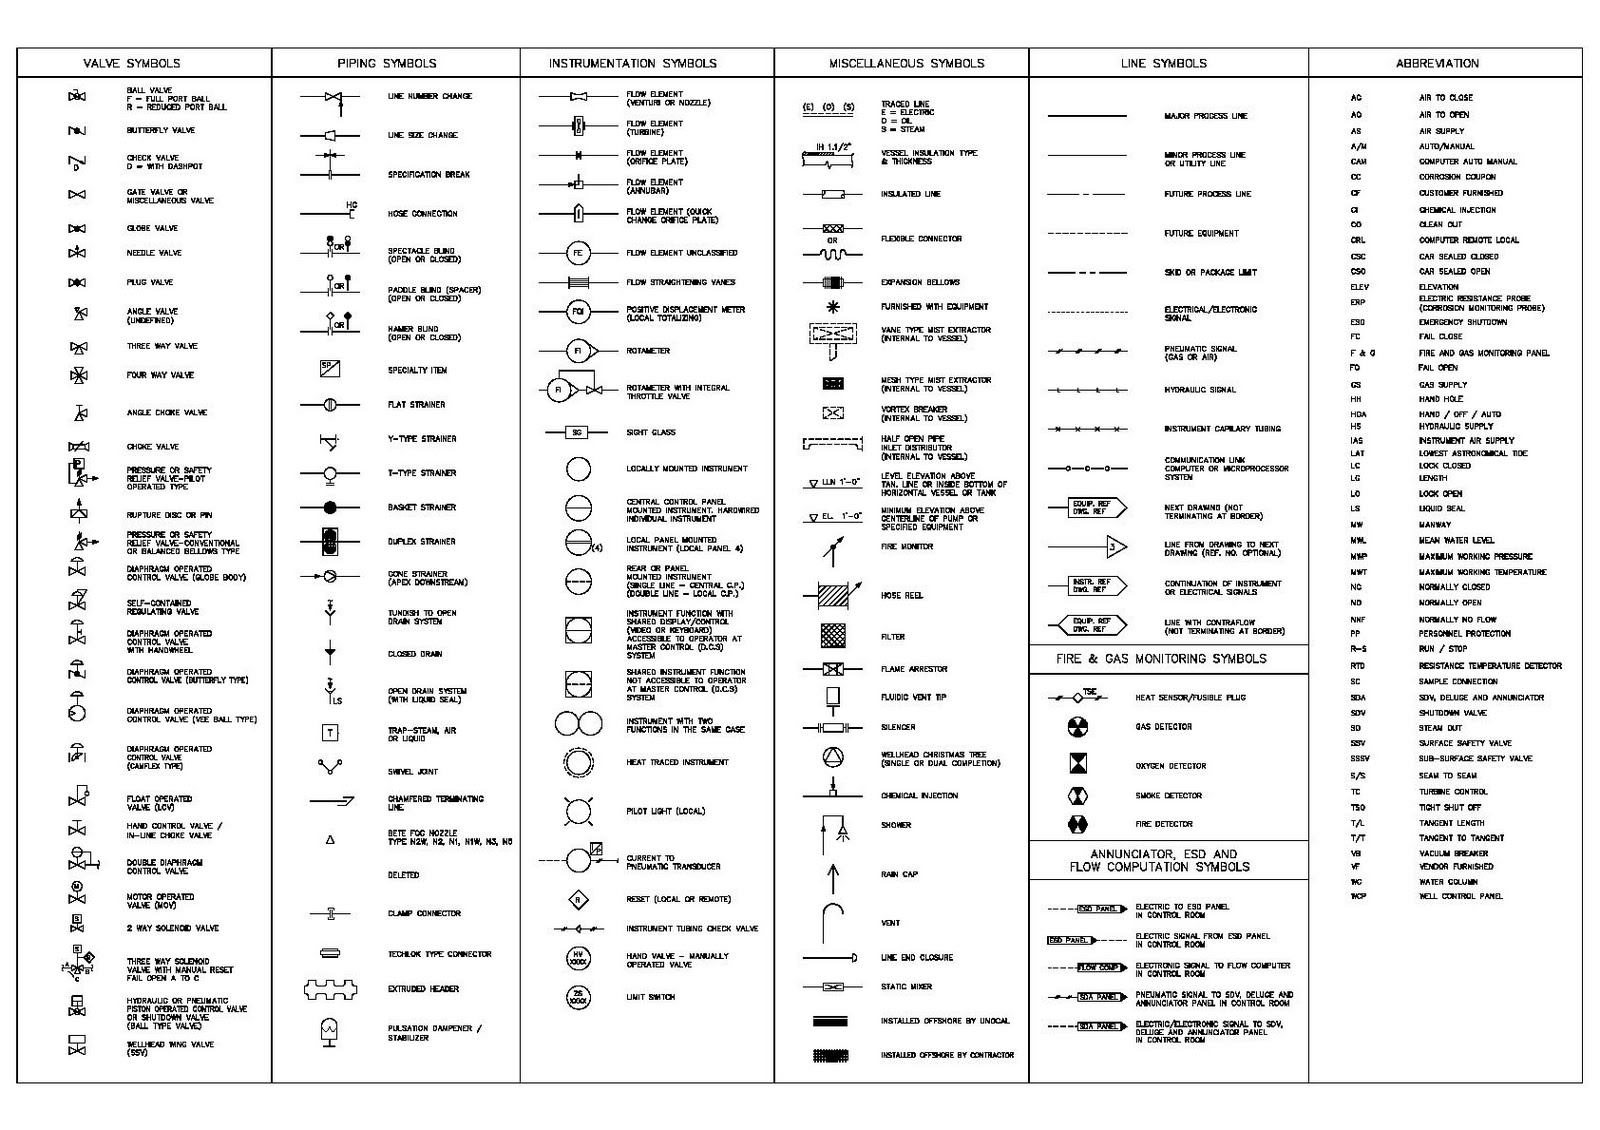 VALVE SYMBOLS
BALL VALVE
F – FULL PORT BALL
R – REDUCED PORT BALL
BUTTERFLY VALVE
CHECK VALVE
D = WITH DASHPOT
D
GATE VALVE OR
MISCELLANEOUS VALVE
GLOBE VALVE
NEEDLE VALVE
PLUG VALVE
ANGLE VALVE
(UNDEFINED)
THREE WAY VALVE
FOUR WAY VALVE
ANGLE CHOKE VALVE
CHOKE VALVE
P
PRESSURE OR SAFETY
RELIEF VALVE-PILOT
OPERATED TYPE
RUPTURE DISC OR PIN
PRESSURE OR SAFETY
RELIEF VALVE-CONVENTIONAL
OR BALANCED BELLOWS TYPE
DIAPHRAGM OPERATED
CONTROL VALVE (GLOBE BODY)
SELF-CONTAINED
REGULATING VALVE
DIAPHRAGM OPERATED
CONTROL VALVE
WITH HANDWHEEL
DIAPHRAGM OPERATED
CONTROL VALVE (BUTTERFLY TYPE)
DIAPHRAGM OPERATED
CONTROL VALVE (VEE BALL TYPE)
DIAPHRAGM OPERATED
CONTROL VALVE
(CAMFLEX TYPE)
FLOAT OPERATED
VALVE (LCV)
HAND CONTROL VALVE /
IN-LINE CHOKE VALVE
DOUBLE DIAPHRAGM
CONTROL VALVE
M
MOTOR OPERATED
VALVE (MOV)
S
2 WAY SOLENOID VALVE
S
A B
C
THREE WAY SOLENOID
VALVE WITH MANUAL RESET
FAIL OPEN A TO C
HYDRAULIC OR PNEUMATIC
PISTON OPERATED CONTROL VALVE
OR SHUTDOWN VALVE
(BALL TYPE VALVE)
WELLHEAD WING VALVE
(SSV)
PIPING SYMBOLS
LINE NUMBER CHANGE
LINE SIZE CHANGE
SPECIFICATION BREAK
HC
HOSE CONNECTION
OR
SPECTACLE BLIND
(OPEN OR CLOSED)
OR
PADDLE BLIND (SPACER)
(OPEN OR CLOSED)
OR
HAMER BLIND
(OPEN OR CLOSED)
SP
SPECIALTY ITEM
FLAT STRAINER
Y-TYPE STRAINER
T-TYPE STRAINER
BASKET STRAINER
DUPLEX STRAINER
CONE STRAINER
(APEX DOWNSTREAM)
TUNDISH TO OPEN
DRAIN SYSTEM
CLOSED DRAIN
LS
OPEN DRAIN SYSTEM
(WITH LIQUID SEAL)
T
TRAP-STEAM, AIR
OR LIQUID
SWIVEL JOINT
CHAMFERED TERMINATING
LINE
BETE FOG NOZZLE
TYPE N2W, N2, N1, N1W, N3, N6
DELETED
CLAMP CONNECTOR
TECHLOK TYPE CONNECTOR
EXTRUDED HEADER
PULSATION DAMPENER /
STABILIZER
INSTRUMENTATION SYMBOLS
FLOW ELEMENT
(VENTURI OR NOZZLE)
FLOW ELEMENT
(TURBINE)
FLOW ELEMENT
(ORIFICE PLATE)
FLOW ELEMENT
(ANNUBAR)
FLOW ELEMENT (QUICK
CHANGE ORIFICE PLATE)
FE
FLOW ELEMENT UNCLASSIFIED
FLOW STRAIGHTENING VANES
FQI
POSITIVE DISPLACEMENT METER
(LOCAL TOTALIZING)
FI
ROTAMETER
FI
ROTAMETER WITH INTEGRAL
THROTTLE VALVE
SG
SIGHT GLASS
LOCALLY MOUNTED INSTRUMENT
CENTRAL CONTROL PANEL
MOUNTED INSTRUMENT. HARDWIRED
INDIVIDUAL INSTRUMENT
(4)
LOCAL PANEL MOUNTED
INSTRUMENT (LOCAL PANEL 4)
REAR OR PANEL
MOUNTED INSTRUMENT
(SINGLE LINE – CENTRAL C.P.)
(DOUBLE LINE – LOCAL C.P.)
INSTRUMENT FUNCTION WITH
SHARED DISPLAY/CONTROL
(VIDEO OR KEYBOARD)
ACCESSIBLE TO OPERATOR AT
MASTER CONTROL (D.C.S)
SYSTEM
SHARED INSTRUMENT FUNCTION
NOT ACCESSIBLE TO OPERATOR
AT MASTER CONTROL (D.C.S)
SYSTEM
INSTRUMENT WITH TWO
FUNCTIONS IN THE SAME CASE
HEAT TRACED INSTRUMENT
PILOT LIGHT (LOCAL)
CURRENT TO
PNEUMATIC TRANSDUCER
R
RESET (LOCAL OR REMOTE)
INSTRUMENT TUBING CHECK VALVE
HV
XXXX
HAND VALVE – MANUALLY
OPERATED VALVE
ZS
XXXX
LIMIT SWITCH
MISCELLANEOUS SYMBOLS
(E) (O) (S)
TRACED LINE
E = ELECTRIC
O = OIL
S = STEAM
IH 1.1/2"
VESSEL INSULATION TYPE
& THICKNESS
INSULATED LINE
OR
FLEXIBLE CONNECTOR
EXPANSION BELLOWS
FURNISHED WITH EQUIPMENT
VANE TYPE MIST EXTRACTOR
(INTERNAL TO VESSEL)
MESH TYPE MIST EXTRACTOR
(INTERNAL TO VESSEL)
VORTEX BREAKER
(INTERNAL TO VESSEL)
HALF OPEN PIPE
INLET DISTRIBUTOR
(INTERNAL TO VESSEL)
LLN 1'-0"
LEVEL ELEVATION ABOVE
TAN. LINE OR INSIDE BOTTOM OF
HORIZONTAL VESSEL OR TANK
EL. 1'-0"
MINIMUM ELEVATION ABOVE
CENTERLINE OF PUMP OR
SPECIFIED EQUIPMENT
FIRE MONITOR
HOSE REEL
FILTER
FLAME ARRESTOR
FLUIDIC VENT TIP
SILENCER
WELLHEAD CHRISTMAS TREE
(SINGLE OR DUAL COMPLETION)
CHEMICAL INJECTION
SHOWER
RAIN CAP
VENT
LINE END CLOSURE
STATIC MIXER
INSTALLED OFFSHORE BY UNOCAL
INSTALLED OFFSHORE BY CONTRACTOR
LINE SYMBOLS
MAJOR PROCESS LINE
MINOR PROCESS LINE
OR UTILITY LINE
FUTURE PROCESS LINE
FUTURE EQUIPMENT
SKID OR PACKAGE LIMIT
ELECTRICAL/ELECTRONIC
SIGNAL
PNEUMATIC SIGNAL
(GAS OR AIR)
HYDRAULIC SIGNAL
INSTRUMENT CAPILARY TUBING
COMMUNICATION LINK
COMPUTER OR MICROPROCESSOR
SYSTEM
EQUIP. REF
DWG. REF
NEXT DRAWING (NOT
TERMINATING AT BORDER)
3
LINE FROM DRAWING TO NEXT
DRAWING (REF. NO. OPTIONAL)
INSTR. REF
DWG. REF
CONTINUATION OF INSTRUMENT
OR ELECTRICAL SIGNALS
EQUIP. REF
DWG. REF
LINE WITH CONTRAFLOW
(NOT TERMINATING AT BORDER)
FIRE & GAS MONITORING SYMBOLS
TSE
HEAT SENSOR/FUSIBLE PLUG
GAS DETECTOR
OXYGEN DETECTOR
SMOKE DETECTOR
FIRE DETECTOR
ANNUNCIATOR, ESD AND
FLOW COMPUTATION SYMBOLS
ESD PANEL
ELECTRIC TO ESD PANEL
IN CONTROL ROOM
ESD PANEL
ELECTRIC SIGNAL FROM ESD PANEL
IN CONTROL ROOM
FLOW COMP
ELECTRONIC SIGNAL TO FLOW COMPUTER
IN CONTROL ROOM
SDA PANEL
PNEUMATIC SIGNAL TO SDV, DELUGE AND
ANNUNCIATOR PANEL IN CONTROL ROOM
SDA PANEL
ELECTRIC/ELECTRONIC SIGNAL TO SDV,
DELUGE AND ANNUNCIATOR PANEL
IN CONTROL ROOM
ABBREVIATION
AC AIR TO CLOSE
AO AIR TO OPEN
AS AIR SUPPLY
A/M AUTO/MANUAL
CAM COMPUTER AUTO MANUAL
CC CORROSION COUPON
CF CUSTOMER FURNISHED
CI CHEMICAL INJECTION
CO CLEAN OUT
CRL COMPUTER REMOTE LOCAL
CSC CAR SEALED CLOSED
CSO CAR SEALED OPEN
ELEV ELEVATION
ERP ELECTRIC RESISTANCE PROBE
(CORROSION MONITORING PROBE)
ESD EMERGENCY SHUTDOWN
FC FAIL CLOSE
F & G FIRE AND GAS MONITORING PANEL
FO FAIL OPEN
GS GAS SUPPLY
HH HAND HOLE
HOA HAND / OFF / AUTO
HS HYDRAULIC SUPPLY
IAS INSTRUMENT AIR SUPPLY
LAT LOWEST ASTRONOMICAL TIDE
LC LOCK CLOSED
LG LENGTH
LO LOCK OPEN
LS LIQUID SEAL
MW MANWAY
MWL MEAN WATER LEVEL
MWP MAXIMUM WORKING PRESSURE
MWT MAXIMUM WORKING TEMPERATURE
NC NORMALLY CLOSED
NO NORMALLY OPEN
NNF NORMALLY NO FLOW
PP PERSONNEL PROTECTION
R-S RUN / STOP
RTD RESISTANCE TEMPERATURE DETECTOR
SC SAMPLE CONNECTION
SDA SDV, DELUGE AND ANNUNCIATOR
SDV SHUTDOWN VALVE
SO STEAM OUT
SSV SURFACE SAFETY VALVE
SSSV SUB-SURFACE SAFETY VALVE
S/S SEAM TO SEAM
TC TURBINE CONTROL
TSO TIGHT SHUT OFF
T/L TANGENT LENGTH
T/T TANGENT TO TANGENT
VB VACUUM BREAKER
VF VENDOR FURNISHED
WC WATER COLUMN
WCP WELL CONTROL PANEL